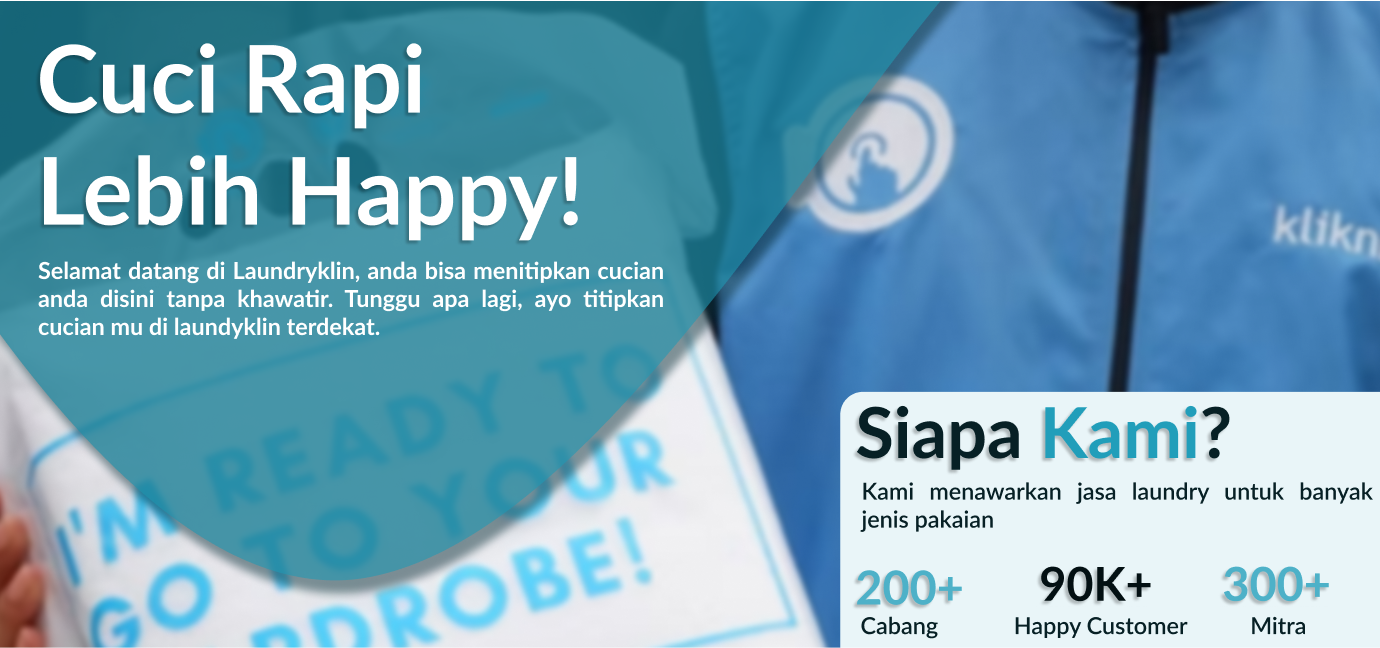 Cuci Rapi
Lebih Happy!
Selamat datang di Laundryklin, anda bisa menitipkan cucian
anda disini tanpa khawatir. Tunggu apa lagi, ayo titipkan
cucian mu di laundyklin terdekat.
I'M READY TO
GO TO YOUR
RDROBE!
klikn
Siapa Kami?
Kami menawarkan jasa laundry untuk banyak
jenis pakaian
200+ 90K+ 300+
Cabang Happy Customer Mitra